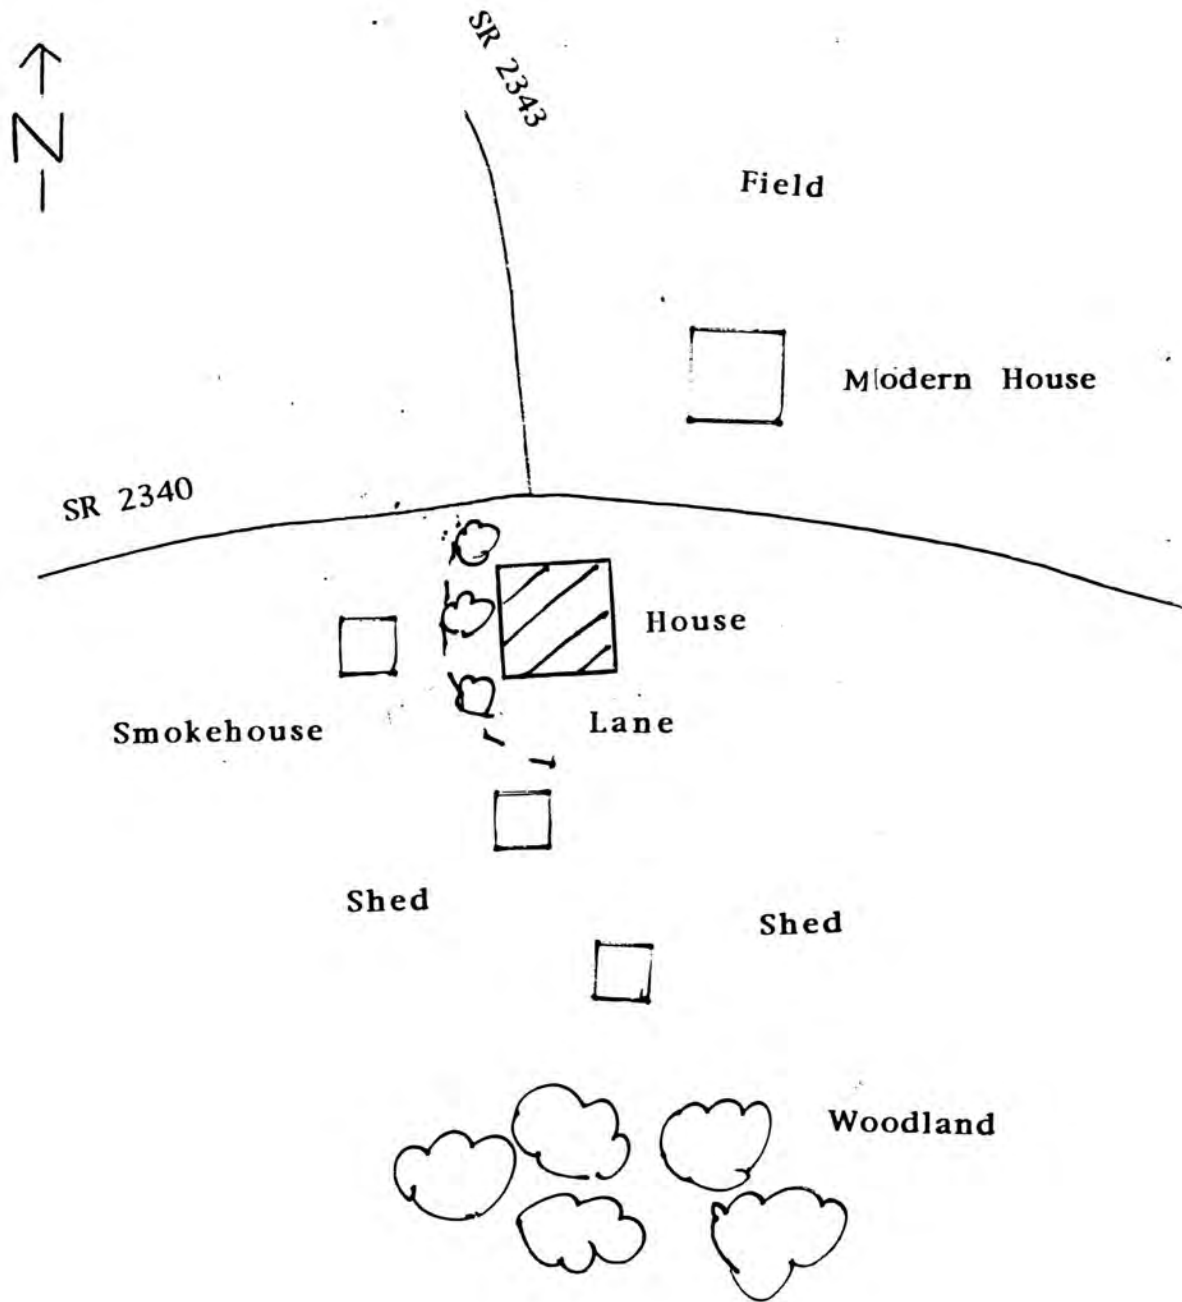 N
SR 2343
Field
Modern House
SR 2340
House
Smokehouse
Lane
Shed
Shed
Woodland